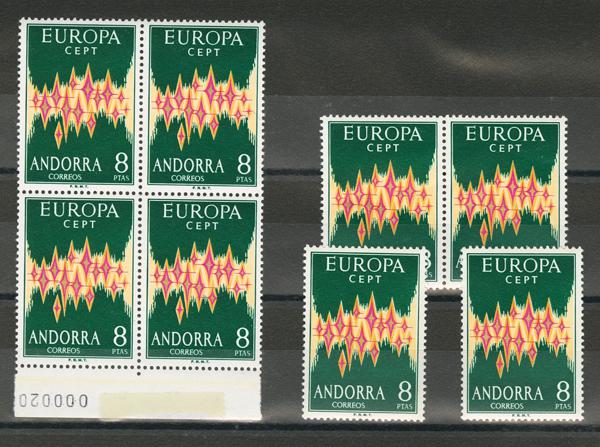 EUROPA EUROPA
CEPT CEPT
ANDORRA 8 ANDORRA 8
CORREOS PTAS CORREOS PTAS
F.N.M.T. F.N.M.T.
EUROPA EUROPA
CEPT CEPT
ANDORRA 8 ANDORRA 8
CORREOS PTAS CORREOS PTAS
F.N.M.T. F.N.M.T.
000020
EUROPA EUROPA
CEPT CEPT
EUROPA
CEPT
ANDORRA 8
CORREOS PTAS
F.N.M.T.
EUROPA
CEPT
ANDORRA 8
CORREOS PTAS
F.N.M.T.